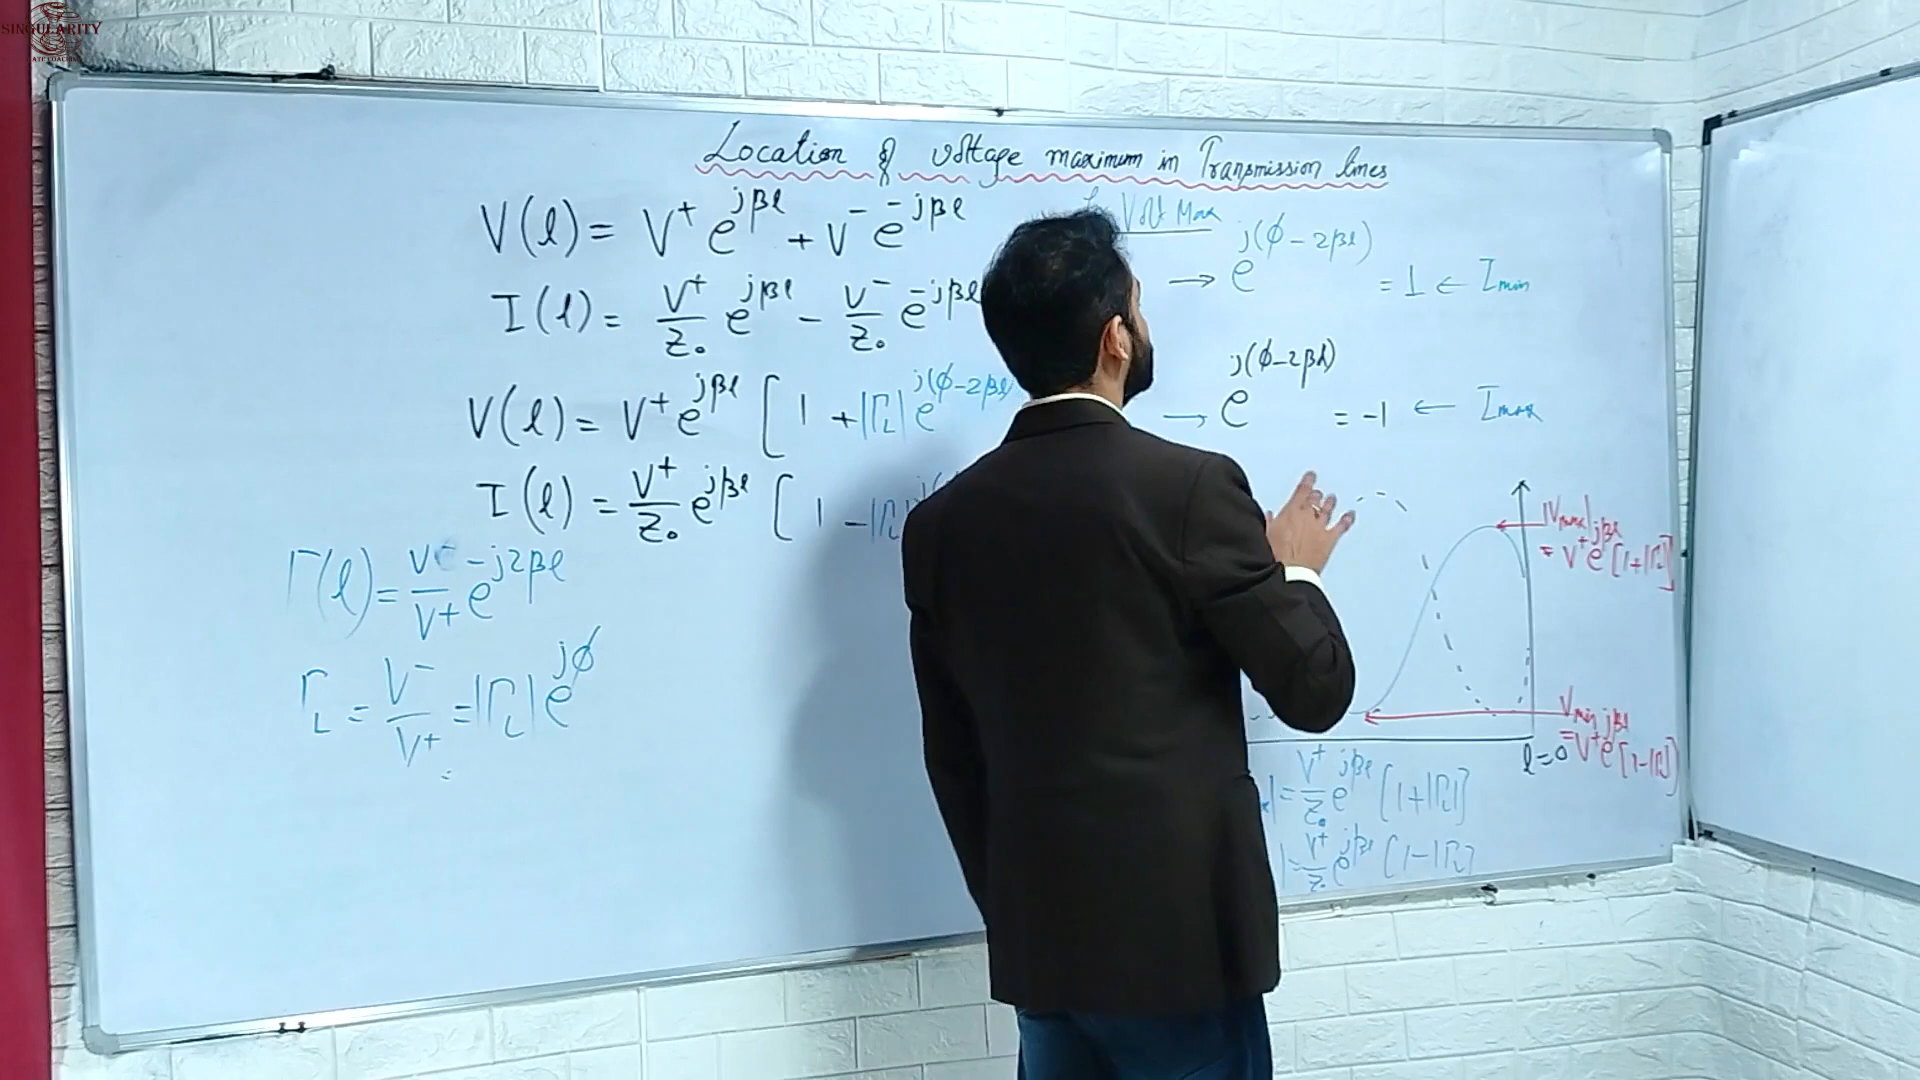 SINGULARITY
Location of voltage maximum in Transmission lines
V(l) = V⁺ e^{jβl} + V⁻ e^{-jβl}
I(l) = V⁺/Z₀ e^{jβl} - V⁻/Z₀ e^{-jβl}
V(l) = V⁺ e^{jβl} [ 1 + |Γ_L| e^{j(ϕ-2βl)}
I(l) = V⁺/Z₀ e^{jβl} [ 1 - |Γ_L|
Γ(l) = V⁻/V⁺ e^{-j2βl}
Γ_L = V⁻/V⁺ = |Γ_L| e^{jϕ}
Volt Max
→ e^{j(ϕ-2βl)} = 1 ← I_min
→ e^{j(ϕ-2βl)} = -1 ← I_max
|V_max|
= V⁺ e^{jβl} [1+|Γ_L|]
V_min
= V⁺ e^{jβl} [1-|Γ_L|]
l=0
| = V⁺/Z₀ e^{jβl} [1+|Γ_L|]
| = V⁺/Z₀ e^{jβl} [1-|Γ_L|]